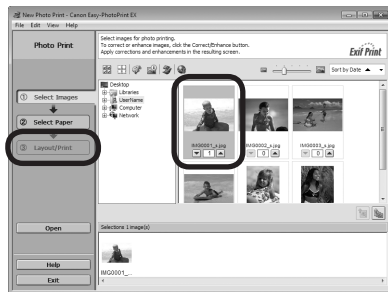 New Photo Print - Canon Easy-PhotoPrint EX
File Edit View Help
Photo Print
Select images for photo printing.
To correct or enhance images, click the Correct/Enhance button.
Apply corrections and enhancements in the resulting screen.
Exif Print
Sort by Date
Desktop
Libraries
UserName
Computer
Network
1 Select Images
2 Select Paper
3 Layout/Print
IMG0001_s.jpg
1
IMG0002_s.jpg
0
IMG0003_s.jpg
0
Open
Selections 1 image(s)
Help
Exit
IMG0001_...